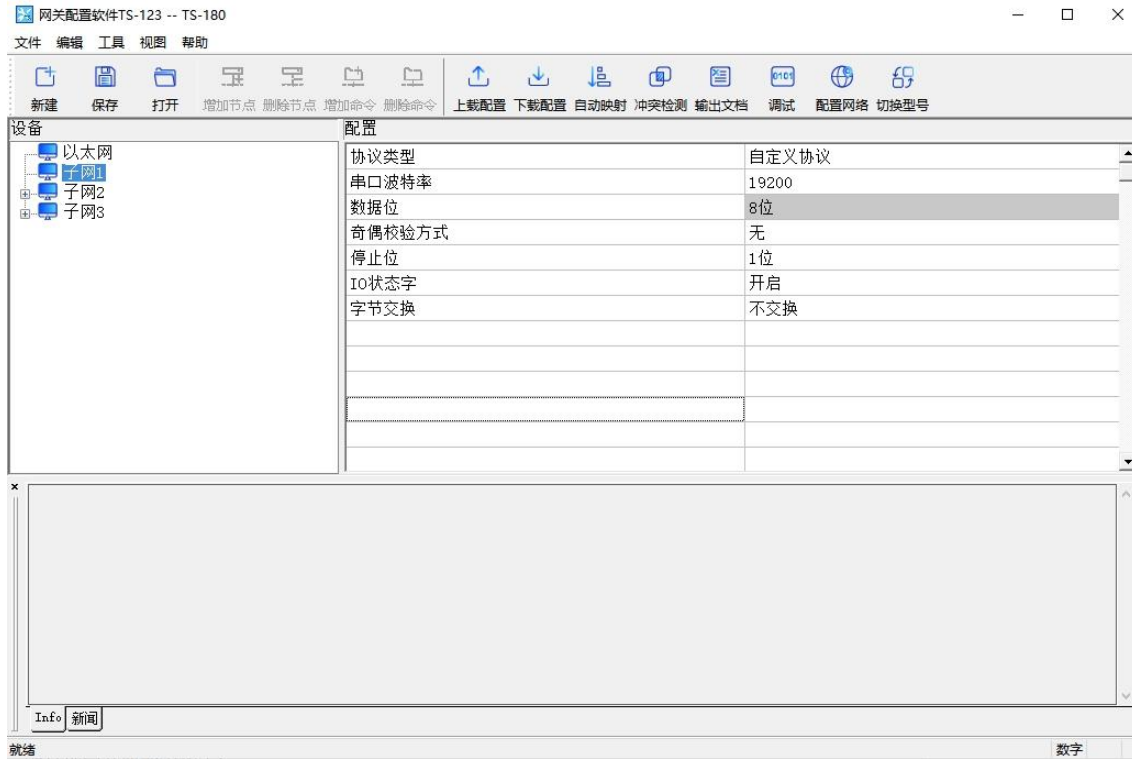 网关配置软件TS-123 -- TS-180
文件 编辑 工具 视图 帮助
新建 保存 打开 增加节点 删除节点 增加命令 删除命令 上载配置 下载配置 自动映射 冲突检测 输出文档 调试 配置网络 切换型号
设备
以太网
子网1
子网2
子网3
配置
协议类型 自定义协议
串口波特率 19200
数据位 8位
奇偶校验方式 无
停止位 1位
IO状态字 开启
字节交换 不交换
Info 新闻
就绪 数字